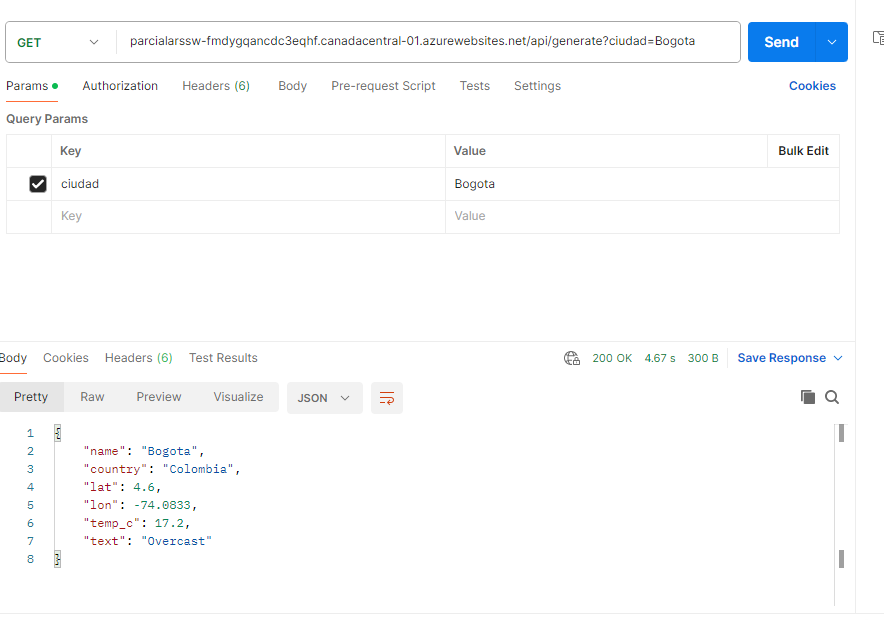 GET parcialarssw-fmdygqancdc3eqhf.canadacentral-01.azurewebsites.net/api/generate?ciudad=Bogota Send
Params Authorization Headers (6) Body Pre-request Script Tests Settings Cookies
Query Params
Key Value Bulk Edit
ciudad Bogota
Key Value
Body Cookies Headers (6) Test Results 200 OK 4.67 s 300 B Save Response
Pretty Raw Preview Visualize JSON
1 {
2 "name": "Bogota",
3 "country": "Colombia",
4 "lat": 4.6,
5 "lon": -74.0833,
6 "temp_c": 17.2,
7 "text": "Overcast"
8 }